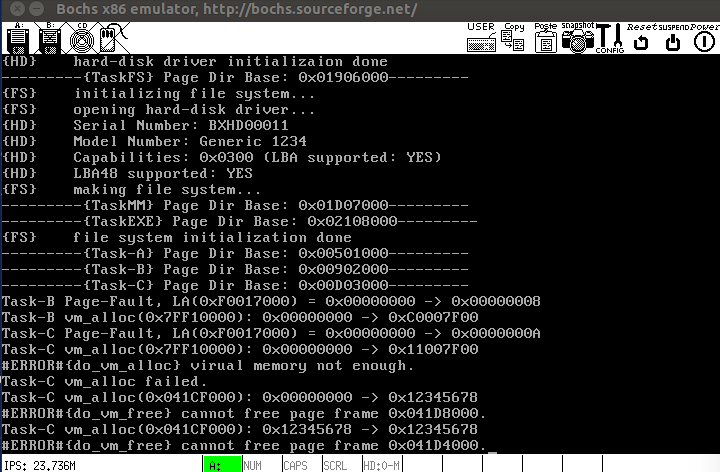 Bochs x86 emulator, http://bochs.sourceforge.net/
A: B: CD USER Copy Paste Snapshot CONFIG Reset SUSPEND Power
{HD} hard-disk driver initializaion done
---------{TaskFS} Page Dir Base: 0x01906000---------
{FS} initializing file system...
{FS} opening hard-disk driver...
{HD} Serial Number: BXHD00011
{HD} Model Number: Generic 1234
{HD} Capabilities: 0x0300 (LBA supported: YES)
{HD} LBA48 supported: YES
{FS} making file system...
---------{TaskMM} Page Dir Base: 0x01D07000---------
---------{TaskEXE} Page Dir Base: 0x02108000---------
{FS} file system initialization done
---------{Task-A} Page Dir Base: 0x00501000---------
---------{Task-B} Page Dir Base: 0x00902000---------
---------{Task-C} Page Dir Base: 0x00D03000---------
Task-B Page-Fault, LA(0xF0017000) = 0x00000000 -> 0x00000008
Task-B vm_alloc(0x7FF10000): 0x00000000 -> 0xC0007F00
Task-C Page-Fault, LA(0xF0017000) = 0x00000000 -> 0x0000000A
Task-C vm_alloc(0x7FF10000): 0x00000000 -> 0x11007F00
#ERROR#{do_vm_alloc} virual memory not enough.
Task-C vm_alloc failed.
Task-C vm_alloc(0x041CF000): 0x00000000 -> 0x12345678
#ERROR#{do_vm_free} cannot free page frame 0x041D8000.
Task-C vm_alloc(0x041CF000): 0x12345678 -> 0x12345678
#ERROR#{do_vm_free} cannot free page frame 0x041D4000.
IPS: 23.736M A: NUM CAPS SCRL HD:0-M